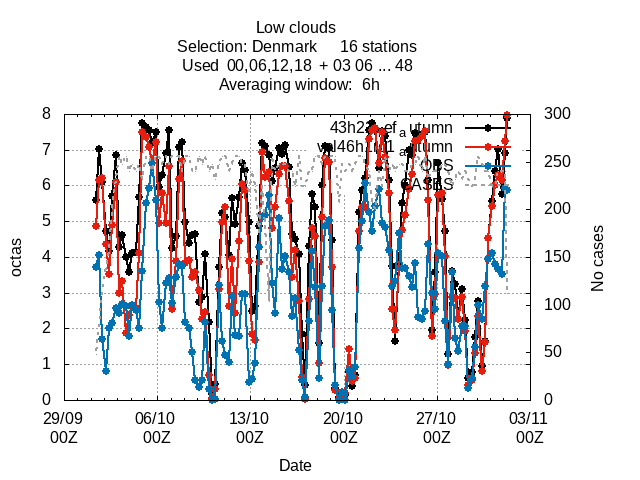 Low clouds
Selection: Denmark 16 stations
Used 00,06,12,18 + 03 06 ... 48
Averaging window: 6h
8
7
6
5
4
3
2
1
0
octas
300
250
200
150
100
50
0
No cases
OBS
CASES
29/09 06/10 13/10 20/10 27/10 03/11
00Z 00Z 00Z 00Z 00Z 00Z
Date